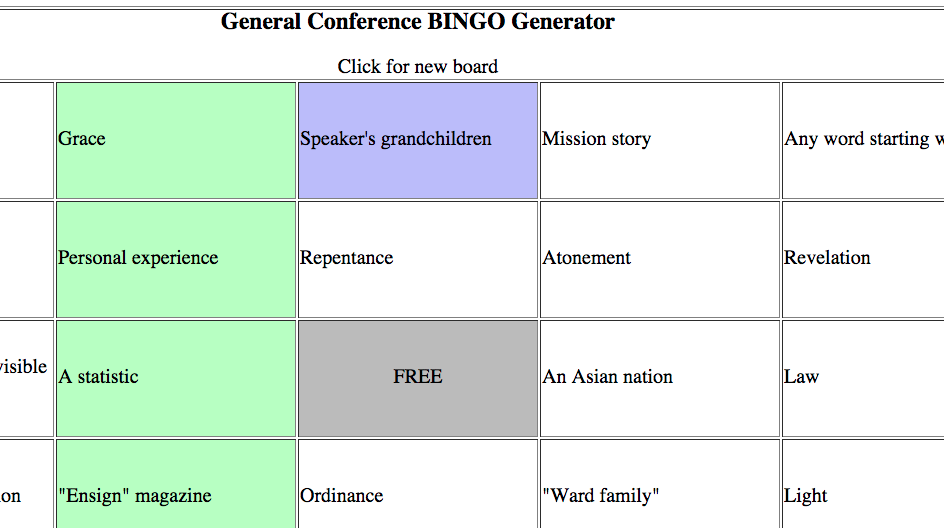 General Conference BINGO Generator
Click for new board
Grace
Speaker's grandchildren
Mission story
Any word starting w
Personal experience
Repentance
Atonement
Revelation
visible
A statistic
FREE
An Asian nation
Law
on
"Ensign" magazine
Ordinance
"Ward family"
Light